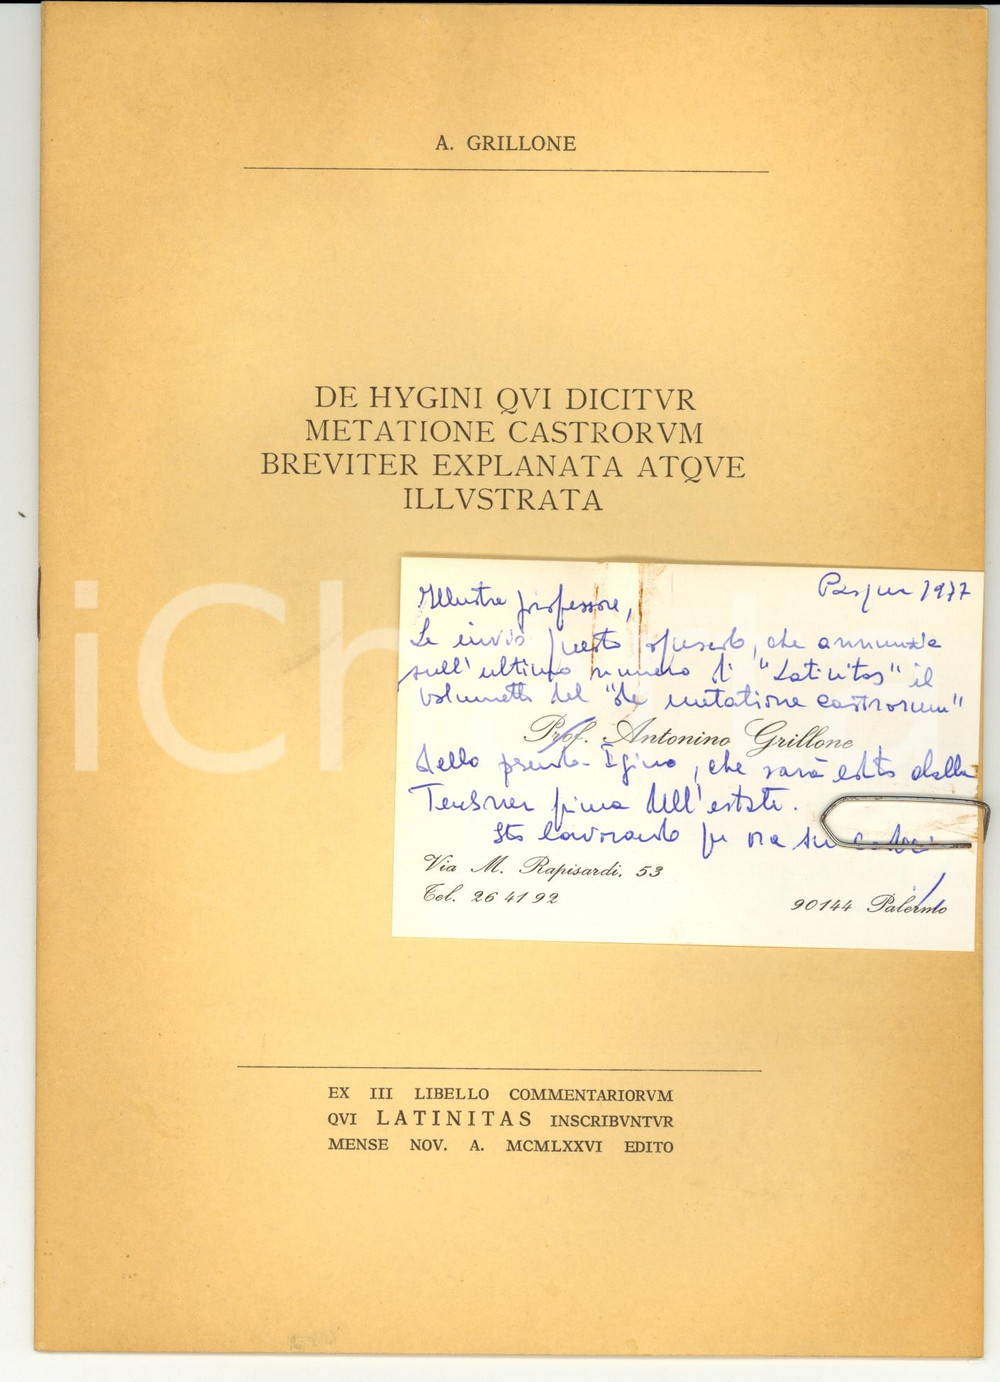 A. GRILLONE
DE HYGINI QVI DICITVR
METATIONE CASTRORVM
BREVITER EXPLANATA ATQVE
ILLVSTRATA
Pasqua 1977
Illustre professore,
Le invio questo opuscolo, che annunzia
sull'ultimo numero di "Latinitas" il
volumetto del "de metatione castrorum"
Prof. Antonino Grillone
dello pseudo-Igino, che sarà edito dalla
Teubner prima dell'estate.
Sto lavorando per ora su
Via M. Rapisardi, 53
Tel. 26 41 92
90144 Palermo
EX III LIBELLO COMMENTARIORVM
QVI LATINITAS INSCRIBVNTVR
MENSE NOV. A. MCMLXXVI EDITO